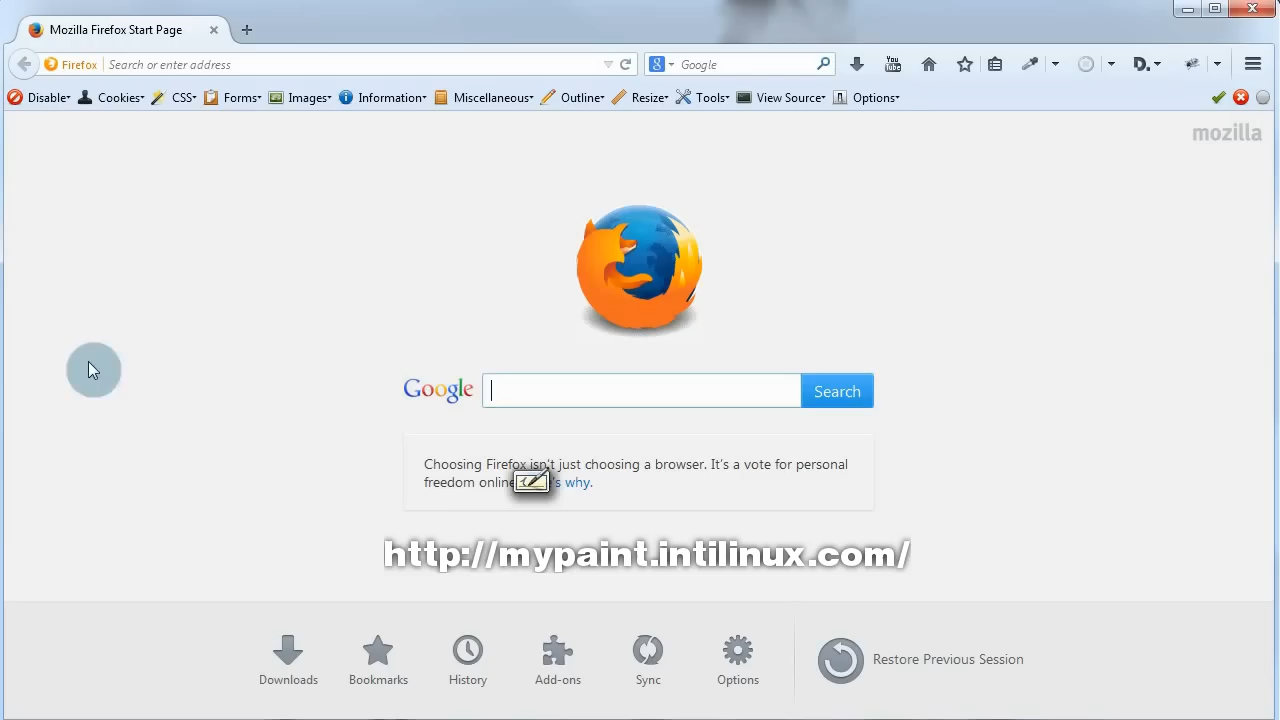 Mozilla Firefox Start Page
Firefox
Search or enter address
Google
You Tube
D.
Disable
Cookies
CSS
Forms
Images
Information
Miscellaneous
Outline
Resize
Tools
View Source
Options
mozilla
Google
Search
Choosing Firefox isn't just choosing a browser. It's a vote for personal
freedom online 's why.
http://mypaint.intilinux.com/
Downloads
Bookmarks
History
Add-ons
Sync
Options
Restore Previous Session